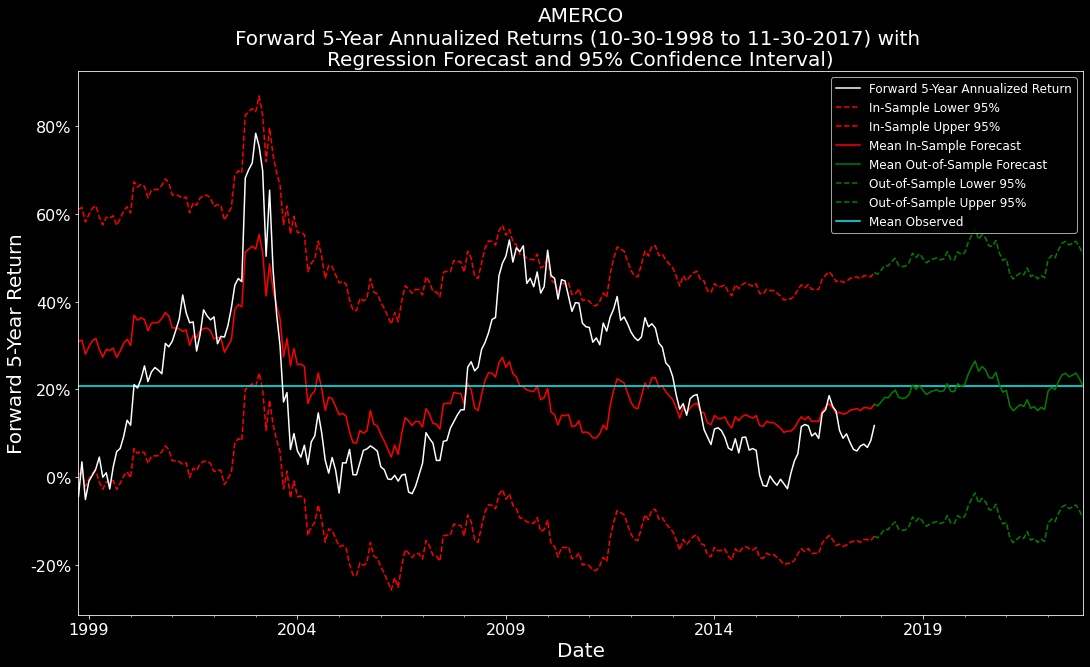 AMERCO
Forward 5-Year Annualized Returns (10-30-1998 to 11-30-2017) with
Regression Forecast and 95% Confidence Interval)
Forward 5-Year Annualized Return
In-Sample Lower 95%
In-Sample Upper 95%
Mean In-Sample Forecast
Mean Out-of-Sample Forecast
Out-of-Sample Lower 95%
Out-of-Sample Upper 95%
Mean Observed
Forward 5-Year Return
80%
60%
40%
20%
0%
-20%
1999
2004
2009
2014
2019
Date